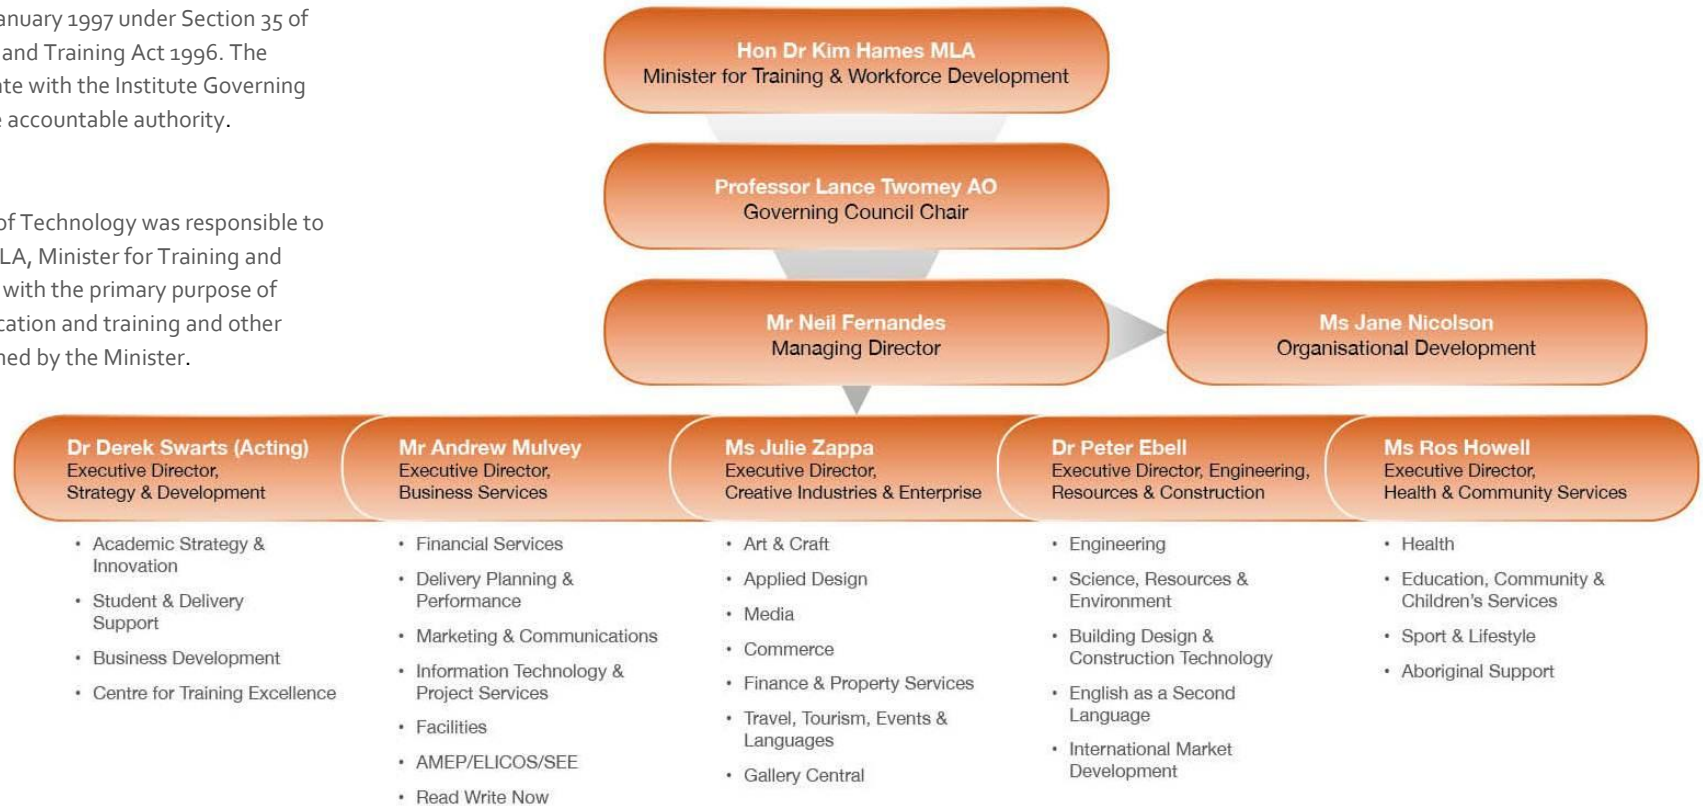 anuary 1997 under Section 35 of
and Training Act 1996. The
ate with the Institute Governing
e accountable authority.
of Technology was responsible to
LA, Minister for Training and
with the primary purpose of
cation and training and other
ned by the Minister.
Hon Dr Kim Hames MLA
Minister for Training & Workforce Development
Professor Lance Twomey AO
Governing Council Chair
Mr Neil Fernandes
Managing Director
Ms Jane Nicolson
Organisational Development
Dr Derek Swarts (Acting)
Executive Director,
Strategy & Development
• Academic Strategy &
Innovation
• Student & Delivery
Support
• Business Development
• Centre for Training Excellence
Mr Andrew Mulvey
Executive Director,
Business Services
• Financial Services
• Delivery Planning &
Performance
• Marketing & Communications
• Information Technology &
Project Services
• Facilities
• AMEP/ELICOS/SEE
• Read Write Now
Ms Julie Zappa
Executive Director,
Creative Industries & Enterprise
• Art & Craft
• Applied Design
• Media
• Commerce
• Finance & Property Services
• Travel, Tourism, Events &
Languages
• Gallery Central
Dr Peter Ebell
Executive Director, Engineering,
Resources & Construction
• Engineering
• Science, Resources &
Environment
• Building Design &
Construction Technology
• English as a Second
Language
• International Market
Development
Ms Ros Howell
Executive Director,
Health & Community Services
• Health
• Education, Community &
Children's Services
• Sport & Lifestyle
• Aboriginal Support